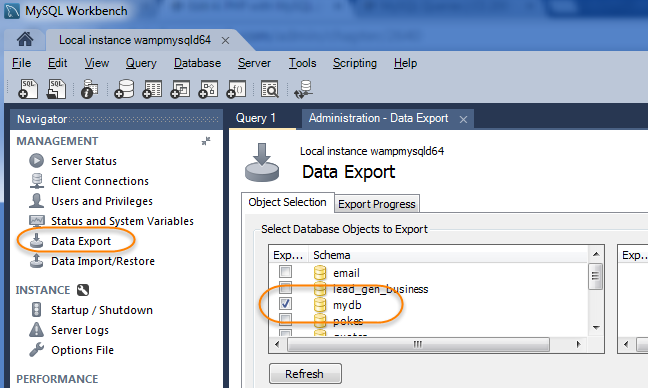 MySQL Workbench
Local instance wampmysqld64
File Edit View Query Database Server Tools Scripting Help
SQL SQL
Navigator
Query 1 Administration - Data Export
MANAGEMENT
Server Status
Client Connections
Users and Privileges
Status and System Variables
Data Export
Data Import/Restore
INSTANCE
Startup / Shutdown
Server Logs
Options File
PERFORMANCE
Local instance wampmysqld64
Data Export
Object Selection Export Progress
Select Database Objects to Export
Exp... Schema
email
lead_gen_business
mydb
pokes
Exp...
Refresh